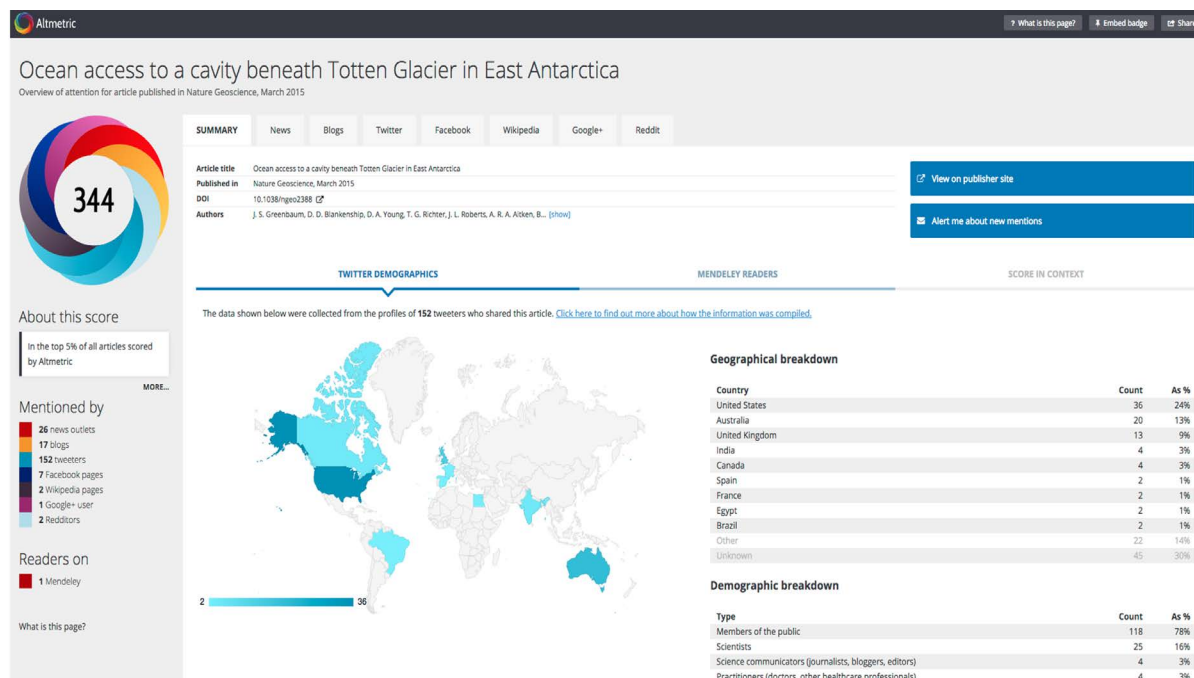 Altmetric
? What is this page?
Embed badge
Share
Ocean access to a cavity beneath Totten Glacier in East Antarctica
Overview of attention for article published in Nature Geoscience, March 2015
344
SUMMARY News Blogs Twitter Facebook Wikipedia Google+ Reddit
Article title Ocean access to a cavity beneath Totten Glacier in East Antarctica
Published in Nature Geoscience, March 2015
DOI 10.1038/ngeo2388
Authors J. S. Greenbaum, D. D. Blankenship, D. A. Young, T. G. Richter, J. L. Roberts, A. R. A. Aitken, B... [show]
View on publisher site
Alert me about new mentions
TWITTER DEMOGRAPHICS MENDELEY READERS SCORE IN CONTEXT
The data shown below were collected from the profiles of 152 tweeters who shared this article. Click here to find out more about how the information was compiled.
About this score
In the top 5% of all articles scored
by Altmetric
MORE...
Mentioned by
26 news outlets
17 blogs
152 tweeters
7 Facebook pages
2 Wikipedia pages
1 Google+ user
2 Redditors
Readers on
1 Mendeley
What is this page?
2 36
Geographical breakdown
Country Count As %
United States 36 24%
Australia 20 13%
United Kingdom 13 9%
India 4 3%
Canada 4 3%
Spain 2 1%
France 2 1%
Egypt 2 1%
Brazil 2 1%
Other 22 14%
Unknown 45 30%
Demographic breakdown
Type Count As %
Members of the public 118 78%
Scientists 25 16%
Science communicators (journalists, bloggers, editors) 4 3%
Practitioners (doctors, other healthcare professionals) 4 3%